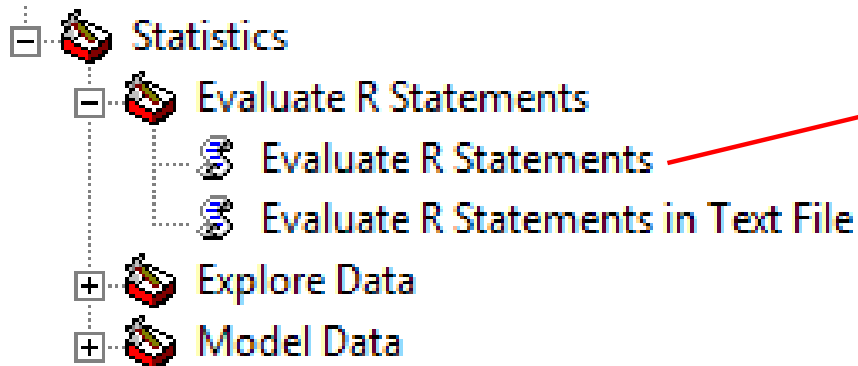 Statistics
Evaluate R Statements
Evaluate R Statements
Evaluate R Statements in Text File
Explore Data
Model Data